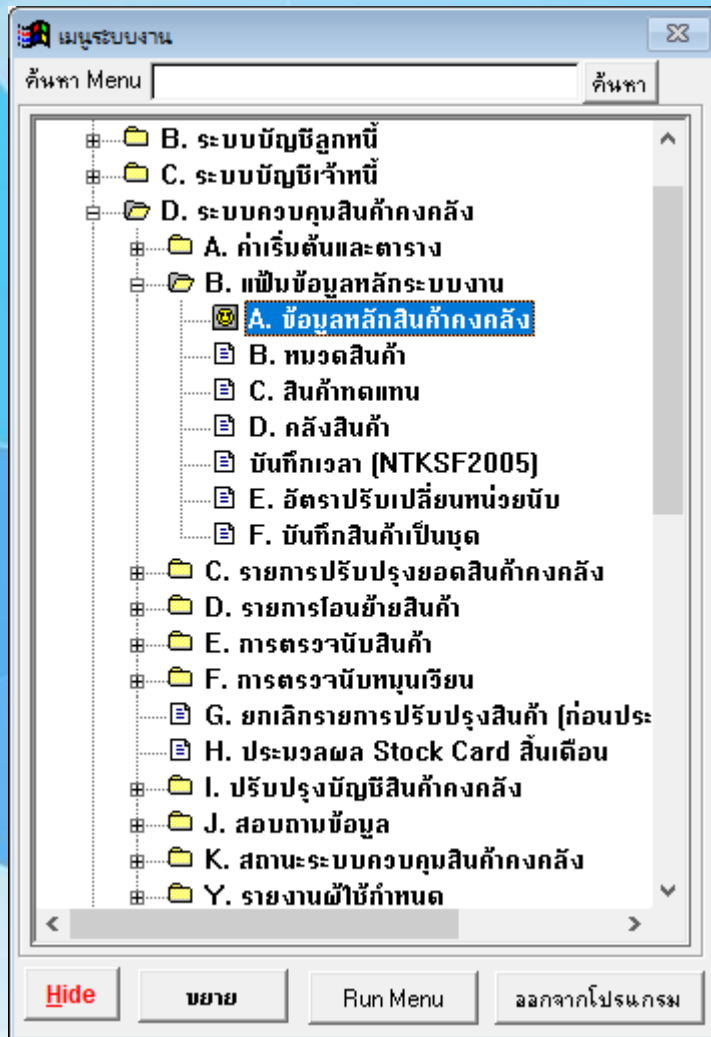 เมนูระบบงาน
ค้นหา Menu ค้นหา
B. ระบบบัญชีลูกหนี้
C. ระบบบัญชีเจ้าหนี้
D. ระบบควบคุมสินค้าคงคลัง
A. ค่าเริ่มต้นและตาราง
B. แฟ้มข้อมูลหลักระบบงาน
A. ข้อมูลหลักสินค้าคงคลัง
B. หมวดสินค้า
C. สินค้าทดแทน
D. คลังสินค้า
บันทึกเวลา (NTKSF2005)
E. อัตราปรับเปลี่ยนหน่วยนับ
F. บันทึกสินค้าเป็นชุด
C. รายการปรับปรุงยอดสินค้าคงคลัง
D. รายการโอนย้ายสินค้า
E. การตรวจนับสินค้า
F. การตรวจนับหมุนเวียน
G. ยกเลิกรายการปรับปรุงสินค้า (ก่อนประ
H. ประมวลผล Stock Card สิ้นเดือน
I. ปรับปรุงบัญชีสินค้าคงคลัง
J. สอบถามข้อมูล
K. สถานะระบบควบคุมสินค้าคงคลัง
Y. รายงานผู้ใช้กำหนด
Hide ขยาย Run Menu ออกจากโปรแกรม